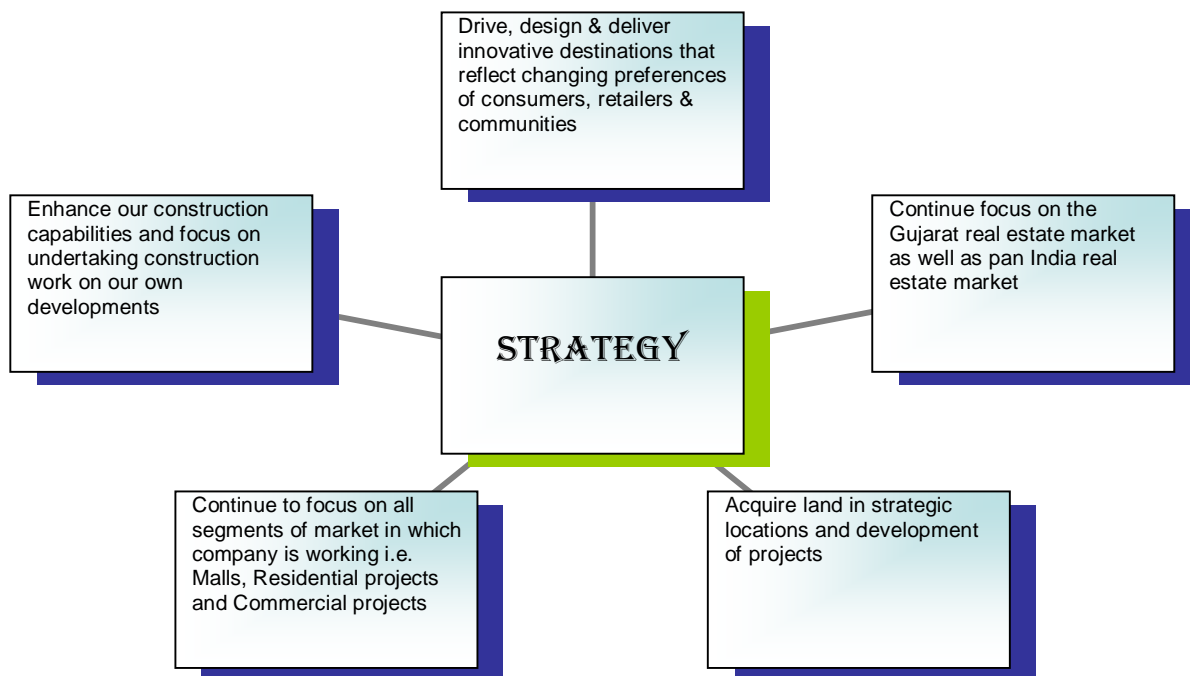 Drive, design & deliver
innovative destinations that
reflect changing preferences
of consumers, retailers &
communities
Enhance our construction
capabilities and focus on
undertaking construction
work on our own
developments
Continue focus on the
Gujarat real estate market
as well as pan India real
estate market
STRATEGY
Continue to focus on all
segments of market in which
company is working i.e.
Malls, Residential projects
and Commercial projects
Acquire land in strategic
locations and development
of projects